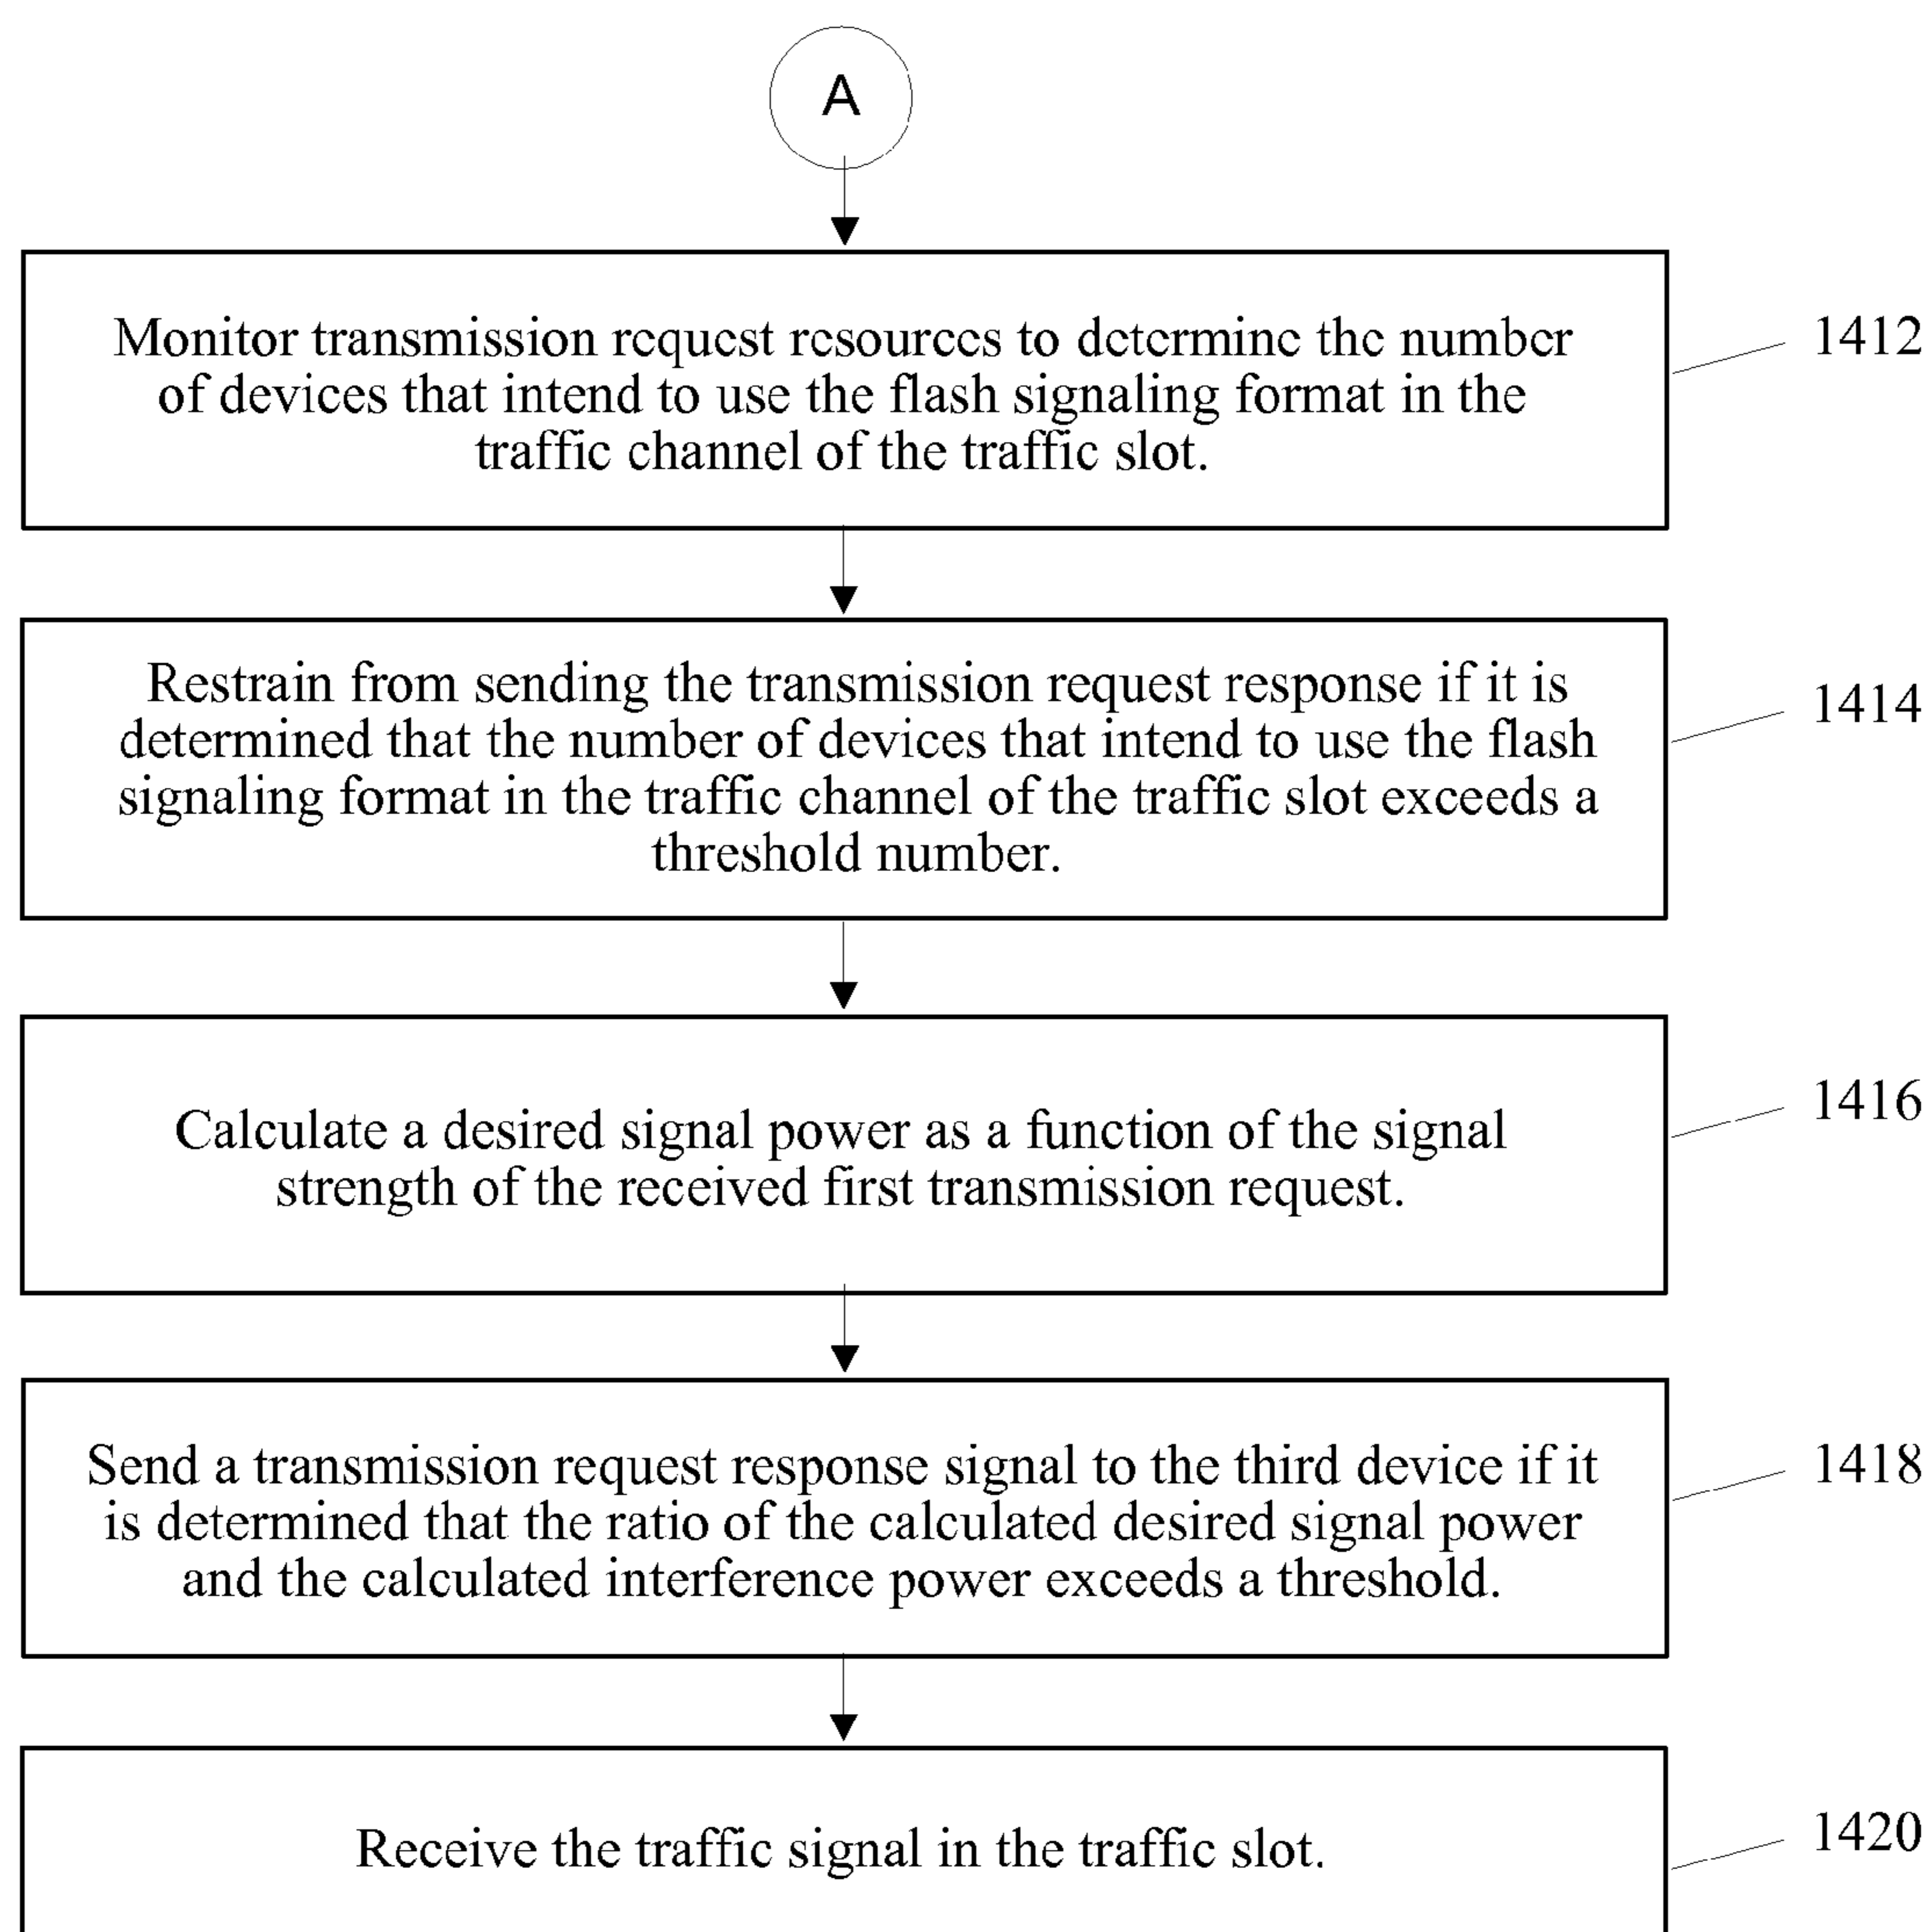 A
Monitor transmission request resources to determine the number
of devices that intend to use the flash signaling format in the
traffic channel of the traffic slot.
1412
Restrain from sending the transmission request response if it is
determined that the number of devices that intend to use the flash
signaling format in the traffic channel of the traffic slot exceeds a
threshold number.
1414
Calculate a desired signal power as a function of the signal
strength of the received first transmission request.
1416
Send a transmission request response signal to the third device if it
is determined that the ratio of the calculated desired signal power
and the calculated interference power exceeds a threshold.
1418
Receive the traffic signal in the traffic slot.
1420